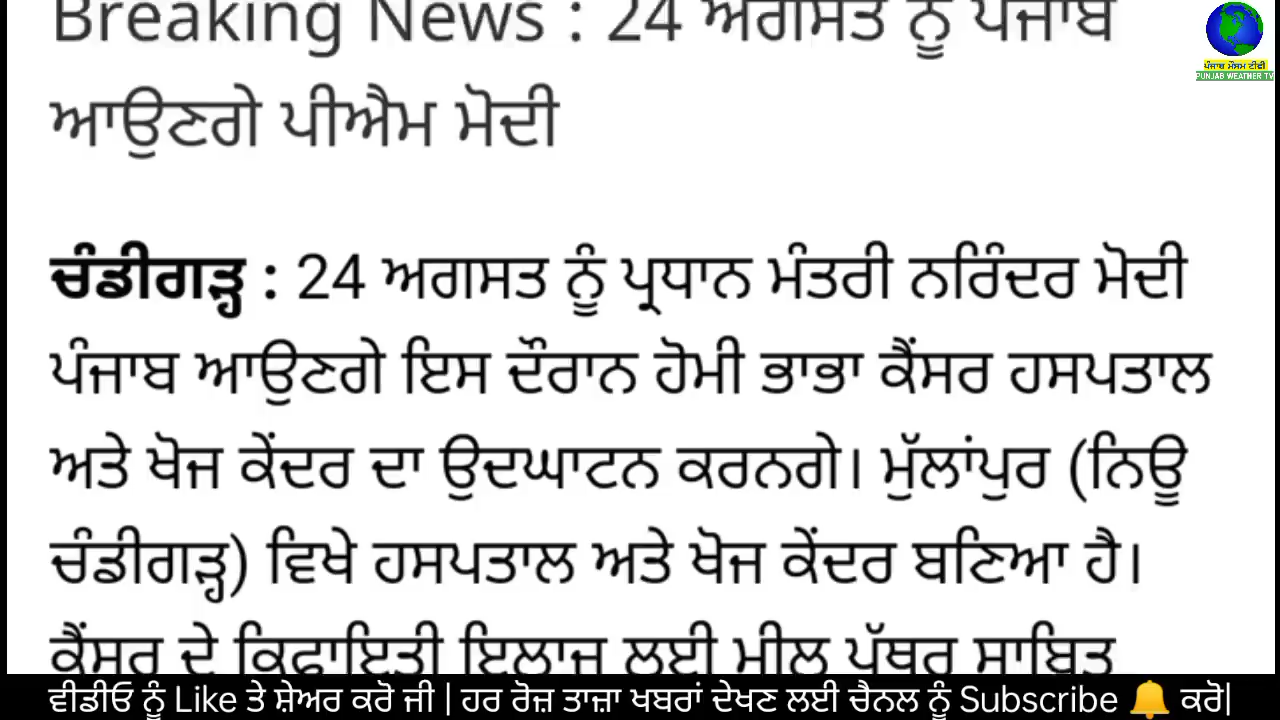 Breaking News : 24 ਅਗਸਤ ਨੂੰ ਪੰਜਾਬ
ਆਉਣਗੇ ਪੀਐਮ ਮੋਦੀ
ਪੰਜਾਬ ਮੌਸਮ ਟੀਵੀ
PUNJAB WEATHER TV
ਚੰਡੀਗੜ੍ਹ : 24 ਅਗਸਤ ਨੂੰ ਪ੍ਰਧਾਨ ਮੰਤਰੀ ਨਰਿੰਦਰ ਮੋਦੀ
ਪੰਜਾਬ ਆਉਣਗੇ ਇਸ ਦੌਰਾਨ ਹੋਮੀ ਭਾਭਾ ਕੈਂਸਰ ਹਸਪਤਾਲ
ਅਤੇ ਖੋਜ ਕੇਂਦਰ ਦਾ ਉਦਘਾਟਨ ਕਰਨਗੇ। ਮੁੱਲਾਂਪੁਰ (ਨਿਊ
ਚੰਡੀਗੜ੍ਹ) ਵਿਖੇ ਹਸਪਤਾਲ ਅਤੇ ਖੋਜ ਕੇਂਦਰ ਬਣਿਆ ਹੈ।
ਕੈਂਸਰ ਦੇ ਕਿਫਾਇਤੀ ਇਲਾਜ ਲਈ ਮੀਲ ਪੱਥਰ ਸਾਬਿਤ
ਵੀਡੀਓ ਨੂੰ Like ਤੇ ਸ਼ੇਅਰ ਕਰੋ ਜੀ | ਹਰ ਰੋਜ਼ ਤਾਜ਼ਾ ਖਬਰਾਂ ਦੇਖਣ ਲਈ ਚੈਨਲ ਨੂੰ Subscribe 🔔 ਕਰੋ|